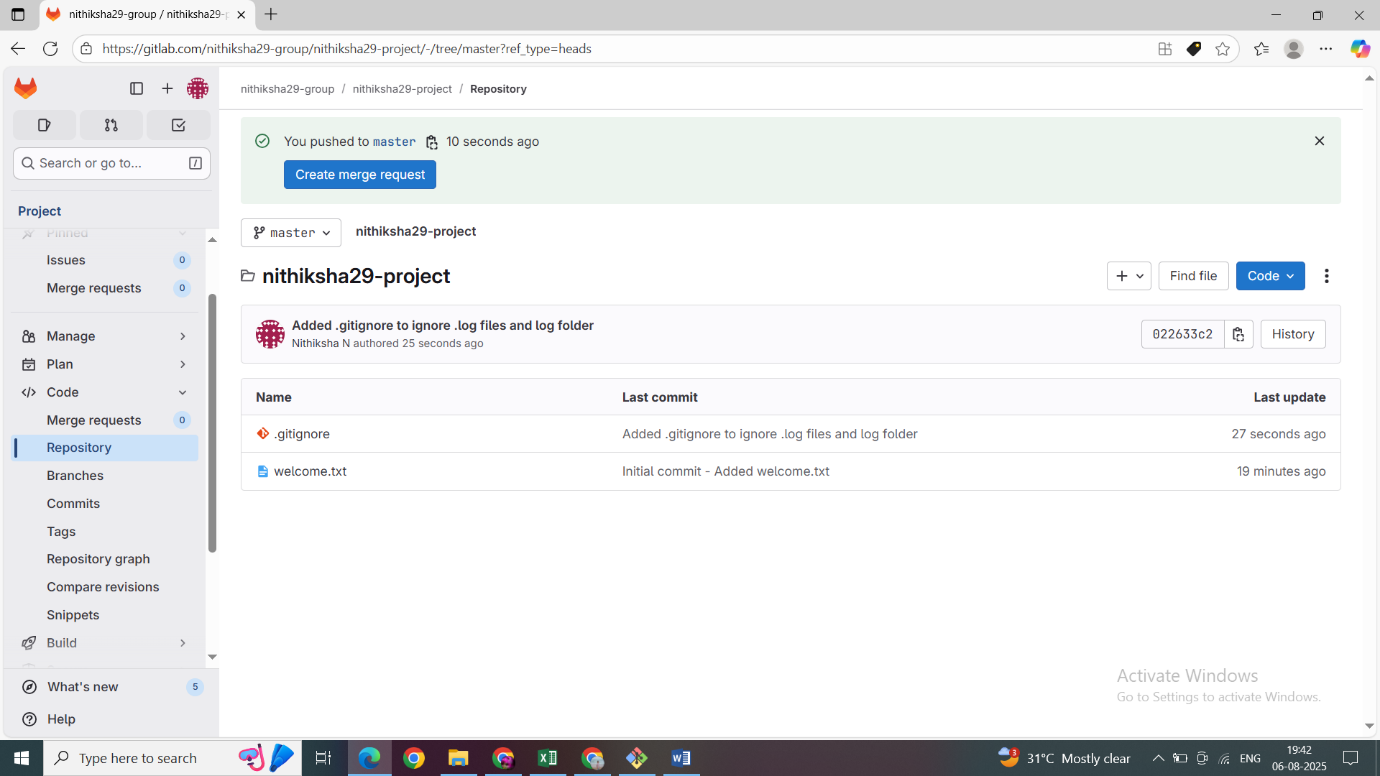 nithiksha29-group / nithiksha29-p
https://gitlab.com/nithiksha29-group/nithiksha29-project/-/tree/master?ref_type=heads
nithiksha29-group / nithiksha29-project / Repository
Search or go to... /
You pushed to master 10 seconds ago
Create merge request
Project
Pinned
Issues 0
Merge requests 0
Manage
Plan
Code
Merge requests 0
Repository
Branches
Commits
Tags
Repository graph
Compare revisions
Snippets
Build
What's new 5
Help
master nithiksha29-project
nithiksha29-project
Find file
Code
Added .gitignore to ignore .log files and log folder
Nithiksha N authored 25 seconds ago
022633c2
History
Name Last commit Last update
.gitignore Added .gitignore to ignore .log files and log folder 27 seconds ago
welcome.txt Initial commit - Added welcome.txt 19 minutes ago
Activate Windows
Go to Settings to activate Windows.
Type here to search
3
31°C Mostly clear
ENG
19:42
06-08-2025